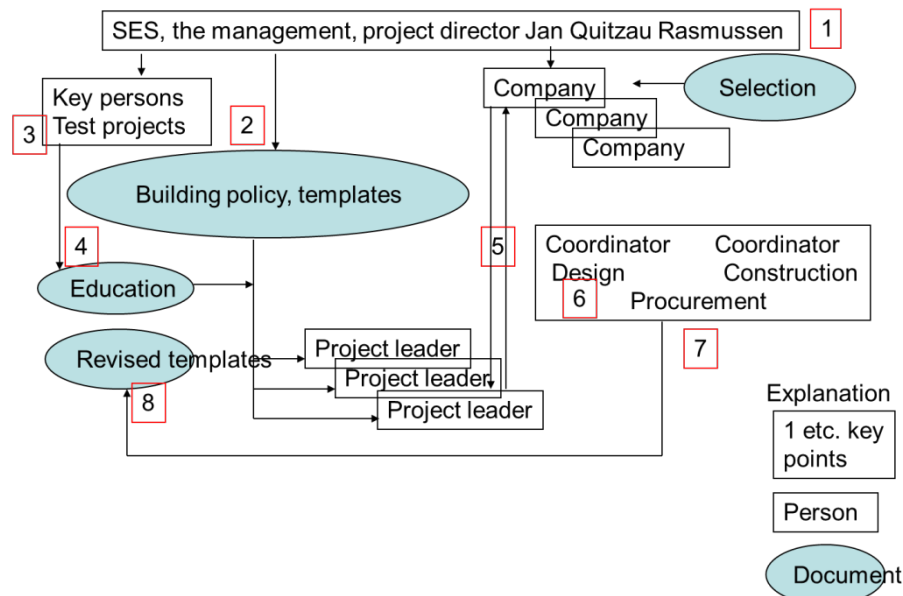 SES, the management, project director Jan Quitzau Rasmussen
1
Key persons
Test projects
3
2
Company
Company
Company
Selection
Building policy, templates
4
Education
5
Coordinator Coordinator
Design Construction
6
Procurement
7
Revised templates
8
Project leader
Project leader
Project leader
Explanation
1 etc. key
points
Person
Document